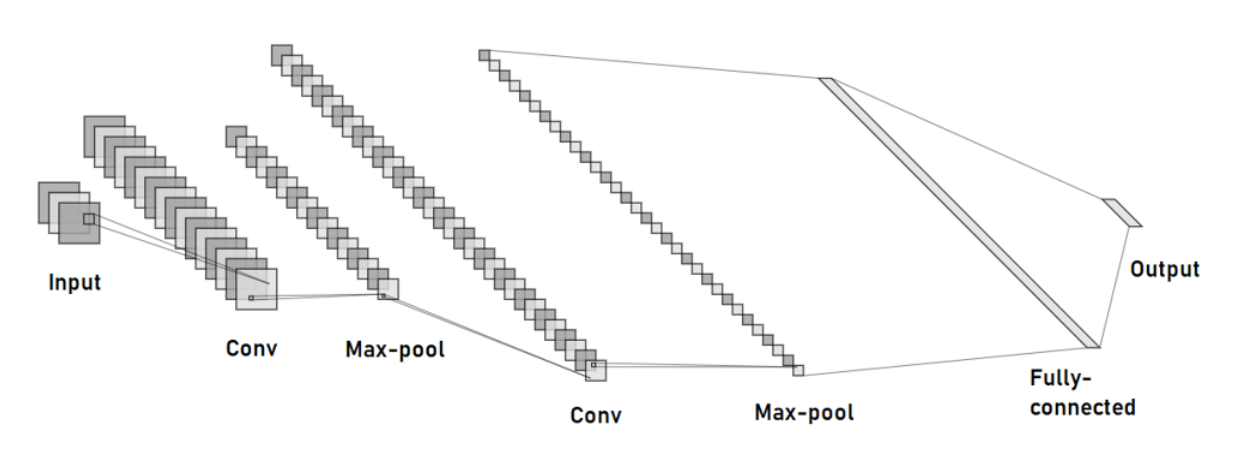 Input
Conv
Max-pool
Conv
Max-pool
Fully-
connected
Output